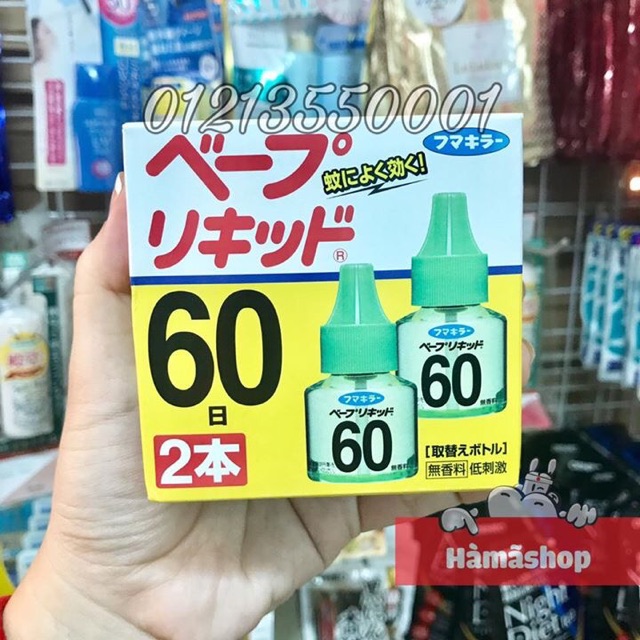 01213550001
ベープ
リキッド®
フマキラー
蚊によく効く!
60
日
2本
フマキラー
ベープリキッド
60
無香料
フマキラー
ベープリキッド
60
[取替えボトル]
無香料 低刺激
Hàmãshop